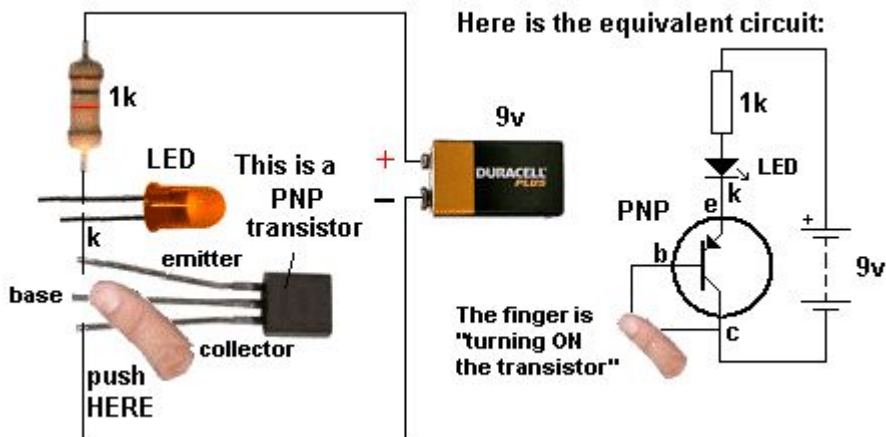 Here is the equivalent circuit:
1k
LED
This is a
PNP
transistor
9v
+
−
DURACELL
PLUS
k
emitter
base
collector
push
HERE
1k
LED
k
e
PNP
b
c
+
9v
The finger is
"turning ON
the transistor"